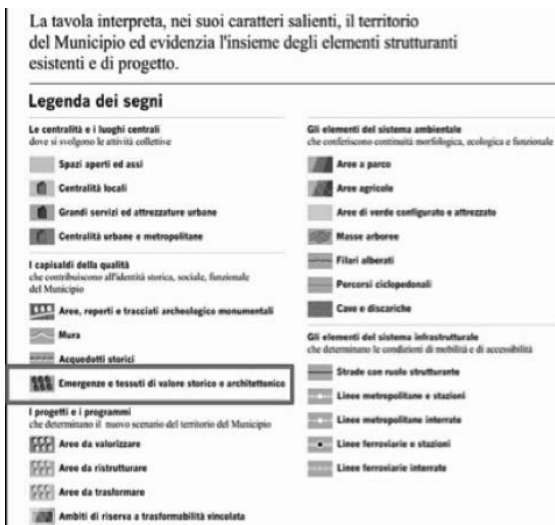 La tavola interpreta, nei suoi caratteri salienti, il territorio
del Municipio ed evidenzia l'insieme degli elementi strutturanti
esistenti e di progetto.
Legenda dei segni
Le centralità e i luoghi centrali
dove si svolgono le attività collettive
Spazi aperti ed assi
Centralità locali
Grandi servizi ed attrezzature urbane
Centralità urbane e metropolitane
I capisaldi della qualità
che contribuiscono all'identità storica, sociale, funzionale
del Municipio
Aree, reperti e tracciati archeologico monumentali
Mura
Acquedotti storici
Emergenze e tessuti di valore storico e architettonico
I progetti e i programmi
che determinano il nuovo scenario del territorio del Municipio
Aree da valorizzare
Aree da ristrutturare
Aree da trasformare
Ambiti di riserva a trasformabilità vincolata
Gli elementi del sistema ambientale
che conferiscono continuità morfologica, ecologica e funzionale
Aree a parco
Aree agricole
Aree di verde configurato e attrezzato
Masse arboree
Filari alberati
Percorsi ciclopedonali
Cave e discariche
Gli elementi del sistema infrastrutturale
che determinano le condizioni di mobilità e di accessibilità
Strade con ruolo strutturante
Linee metropolitane e stazioni
Linee metropolitane interrate
Linee ferroviarie e stazioni
Linee ferroviarie interrate